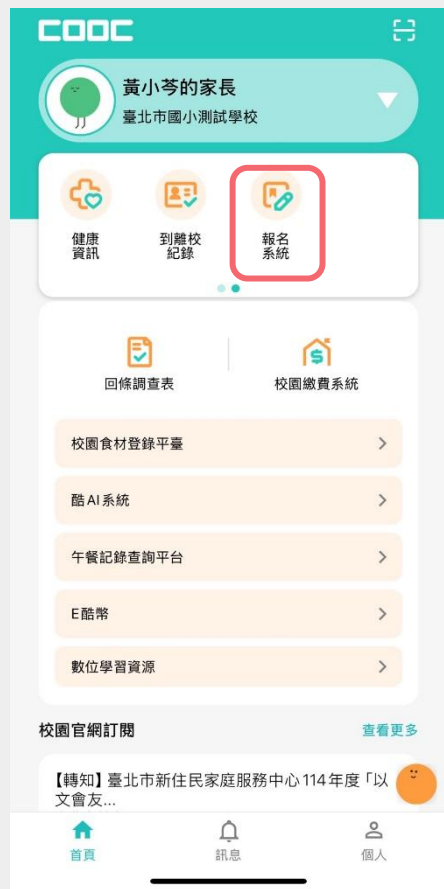 COOC
黃小芩的家長
臺北市國小測試學校
健康
資訊
到離校
紀錄
報名
系統
回條調查表
校園繳費系統
校園食材登錄平臺
酷AI系統
午餐記錄查詢平台
E酷幣
數位學習資源
校園官網訂閱
查看更多
【轉知】臺北市新住民家庭服務中心114年度「以
文會友...
首頁
訊息
個人